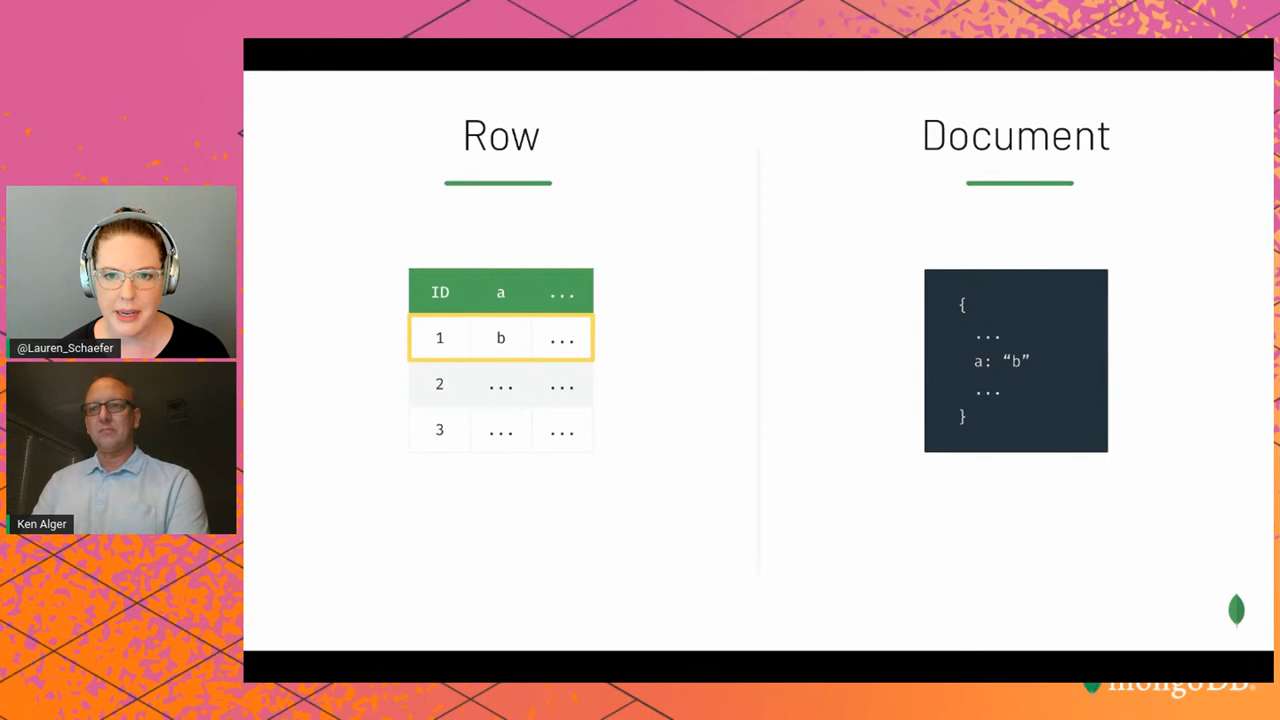 Row
Document
ID a ...
1 b ...
2 ... ...
3 ... ...
{
...
a: “b”
...
}
@Lauren_Schaefer
Ken Alger
mongoDB.